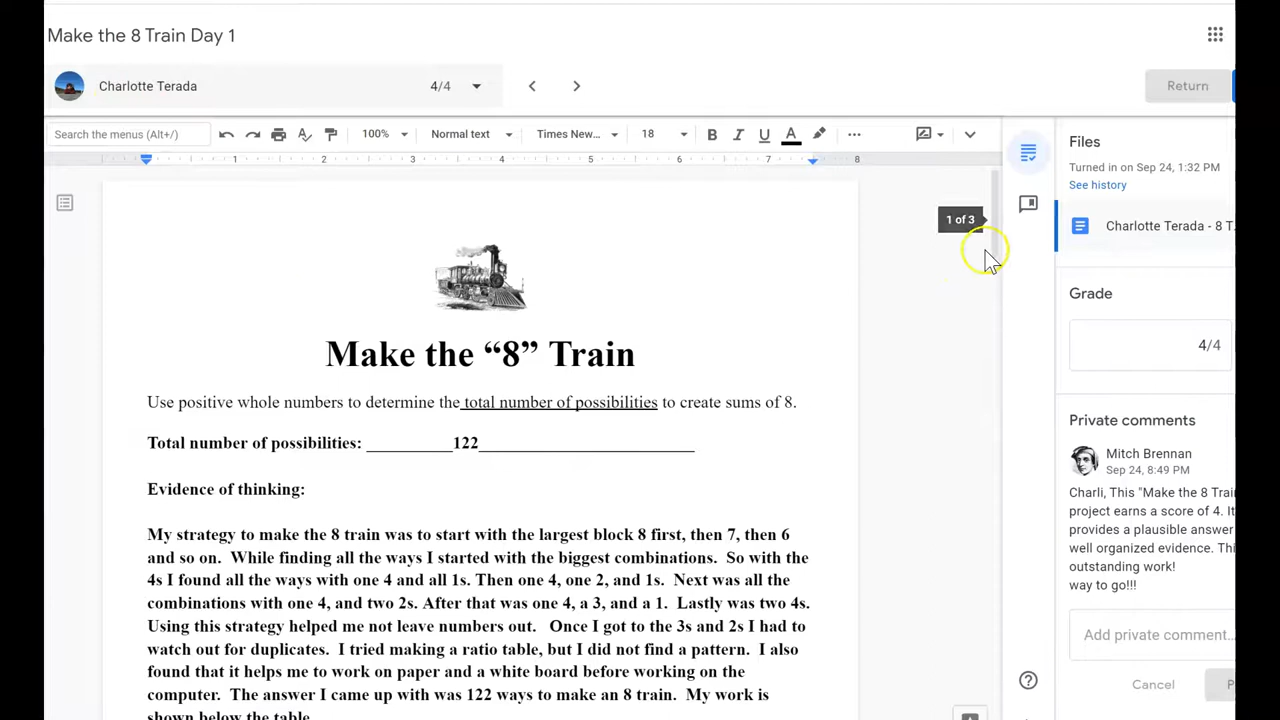 Make the 8 Train Day 1
Charlotte Terada
4/4
Return
Search the menus (Alt+/)
100%
Normal text
Times New...
18
B
I
U
A
1 2 3 4 5 6 7 8
Files
Turned in on Sep 24, 1:32 PM
See history
1 of 3
Charlotte Terada - 8 T
Grade
4/4
Make the “8” Train
Use positive whole numbers to determine the total number of possibilities to create sums of 8.
Total number of possibilities: __________122_________________________
Evidence of thinking:
My strategy to make the 8 train was to start with the largest block 8 first, then 7, then 6
and so on. While finding all the ways I started with the biggest combinations. So with the
4s I found all the ways with one 4 and all 1s. Then one 4, one 2, and 1s. Next was all the
combinations with one 4, and two 2s. After that was one 4, a 3, and a 1. Lastly was two 4s.
Using this strategy helped me not leave numbers out. Once I got to the 3s and 2s I had to
watch out for duplicates. I tried making a ratio table, but I did not find a pattern. I also
found that it helps me to work on paper and a white board before working on the
computer. The answer I came up with was 122 ways to make an 8 train. My work is
shown below the table.
Private comments
Mitch Brennan
Sep 24, 8:49 PM
Charli, This "Make the 8 Trai
project earns a score of 4. It
provides a plausible answer
well organized evidence. Thi
outstanding work!
way to go!!!
Add private comment...
Cancel
P